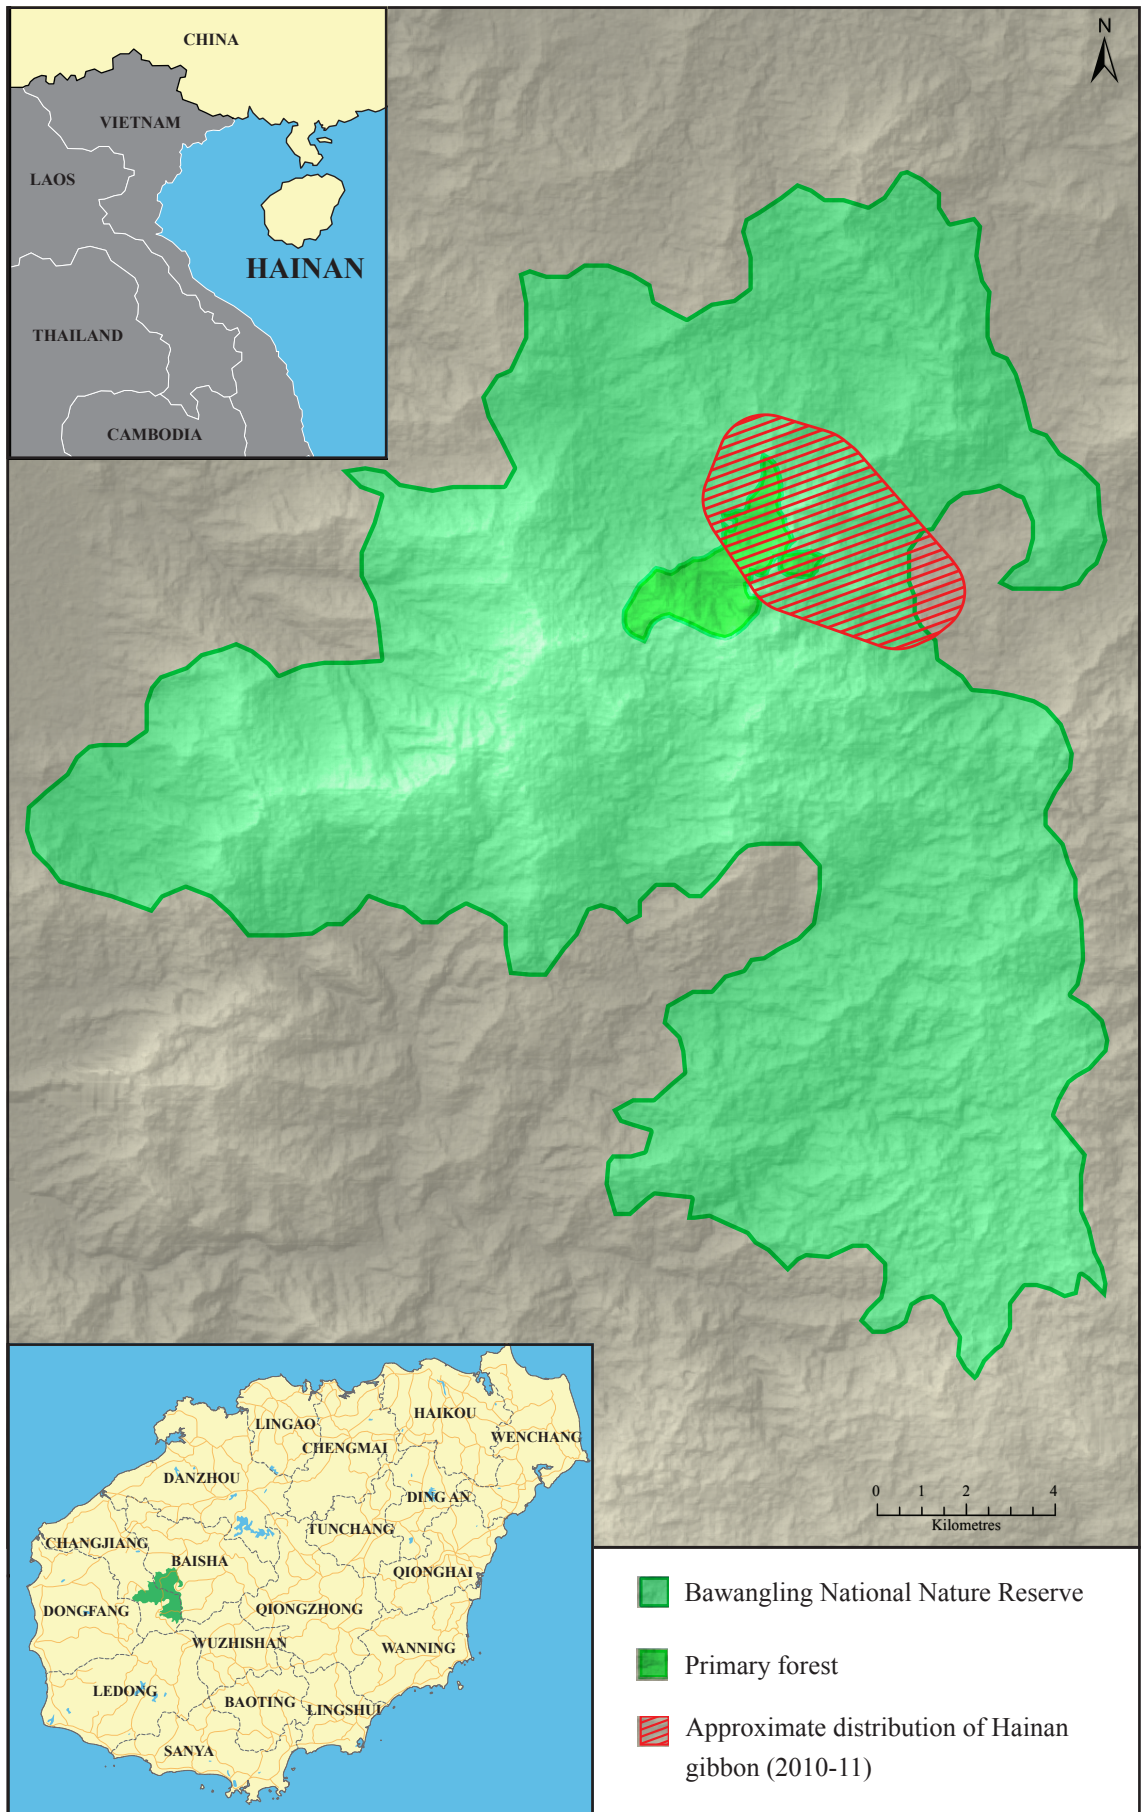 CHINA
VIETNAM
LAOS
HAINAN
THAILAND
CAMBODIA
N
HAIKOU
LINGAO
WENCHANG
CHENGMAI
DANZHOU
DING AN
TUNCHANG
CHANGJIANG
BAISHA
QIONGHAI
DONGFANG
QIONGZHONG
WUZHISHAN
WANNING
LEDONG
BAOTING
LINGSHUI
SANYA
0 1 2 4
Kilometres
Bawangling National Nature Reserve
Primary forest
Approximate distribution of Hainan
gibbon (2010-11)